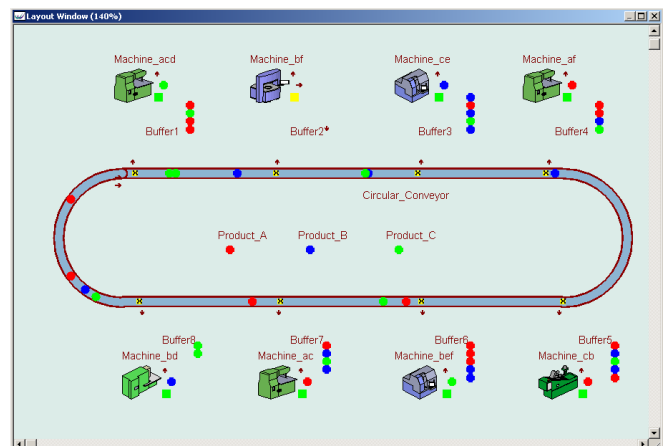 Layout Window (140%)
Machine_acd
Machine_bf
Machine_ce
Machine_af
Buffer1
Buffer2
Buffer3
Buffer4
Circular_Conveyor
Product_A
Product_B
Product_C
Buffer8
Buffer7
Buffer6
Buffer5
Machine_bd
Machine_ac
Machine_bef
Machine_cb